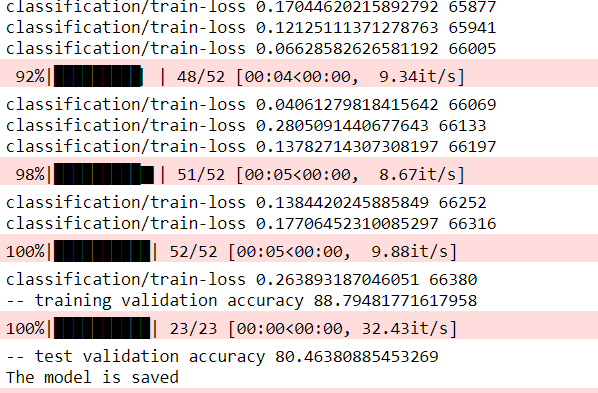 classification/train-loss 0.17044620215892792 65877
classification/train-loss 0.12125111371278763 65941
classification/train-loss 0.06628582626581192 66005
92%|█████████▏| 48/52 [00:04<00:00, 9.34it/s]
classification/train-loss 0.04061279818415642 66069
classification/train-loss 0.2805091440677643 66133
classification/train-loss 0.13782714307308197 66197
98%|█████████▊| 51/52 [00:05<00:00, 8.67it/s]
classification/train-loss 0.1384420245885849 66252
classification/train-loss 0.17706452310085297 66316
100%|██████████| 52/52 [00:05<00:00, 9.88it/s]
classification/train-loss 0.263893187046051 66380
-- training validation accuracy 88.79481771617958
100%|██████████| 23/23 [00:00<00:00, 32.43it/s]
-- test validation accuracy 80.46380885453269
The model is saved